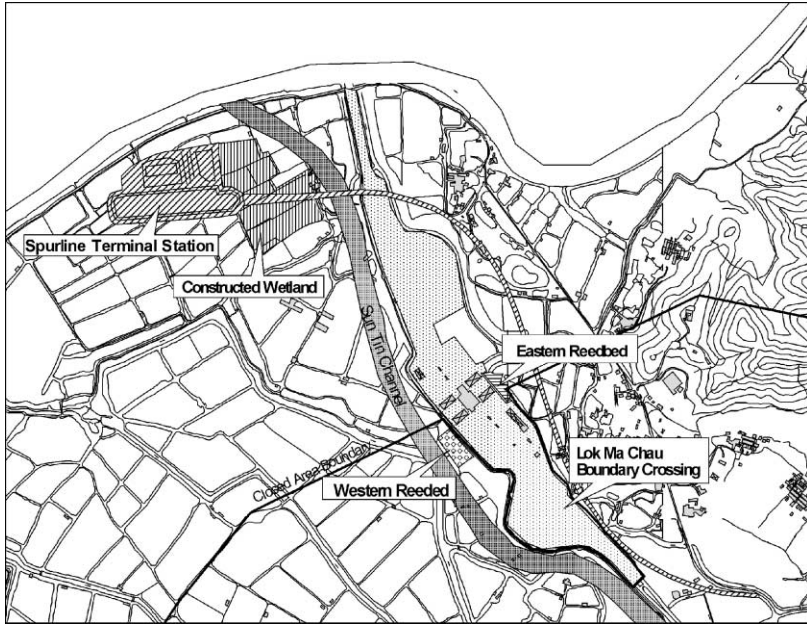 Spurline Terminal Station
Constructed Wetland
Sun Tin Channel
Eastern Reedbed
Lok Ma Chau
Boundary Crossing
Closed Area Boundary
Western Reeded